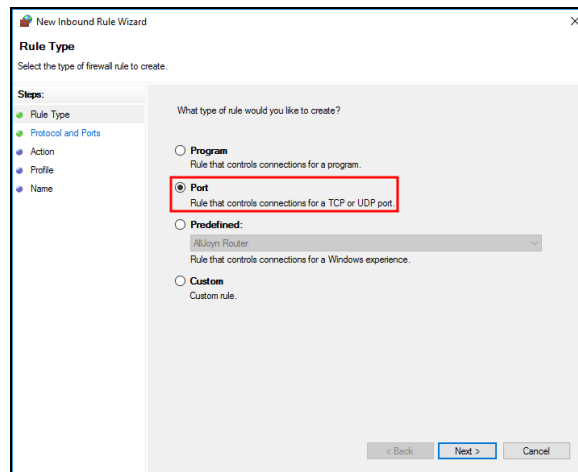 New Inbound Rule Wizard
Rule Type
Select the type of firewall rule to create.
Steps:
Rule Type
Protocol and Ports
Action
Profile
Name
What type of rule would you like to create?
Program
Rule that controls connections for a program.
Port
Rule that controls connections for a TCP or UDP port.
Predefined:
AllJoyn Router
Rule that controls connections for a Windows experience.
Custom
Custom rule.
< Back
Next >
Cancel